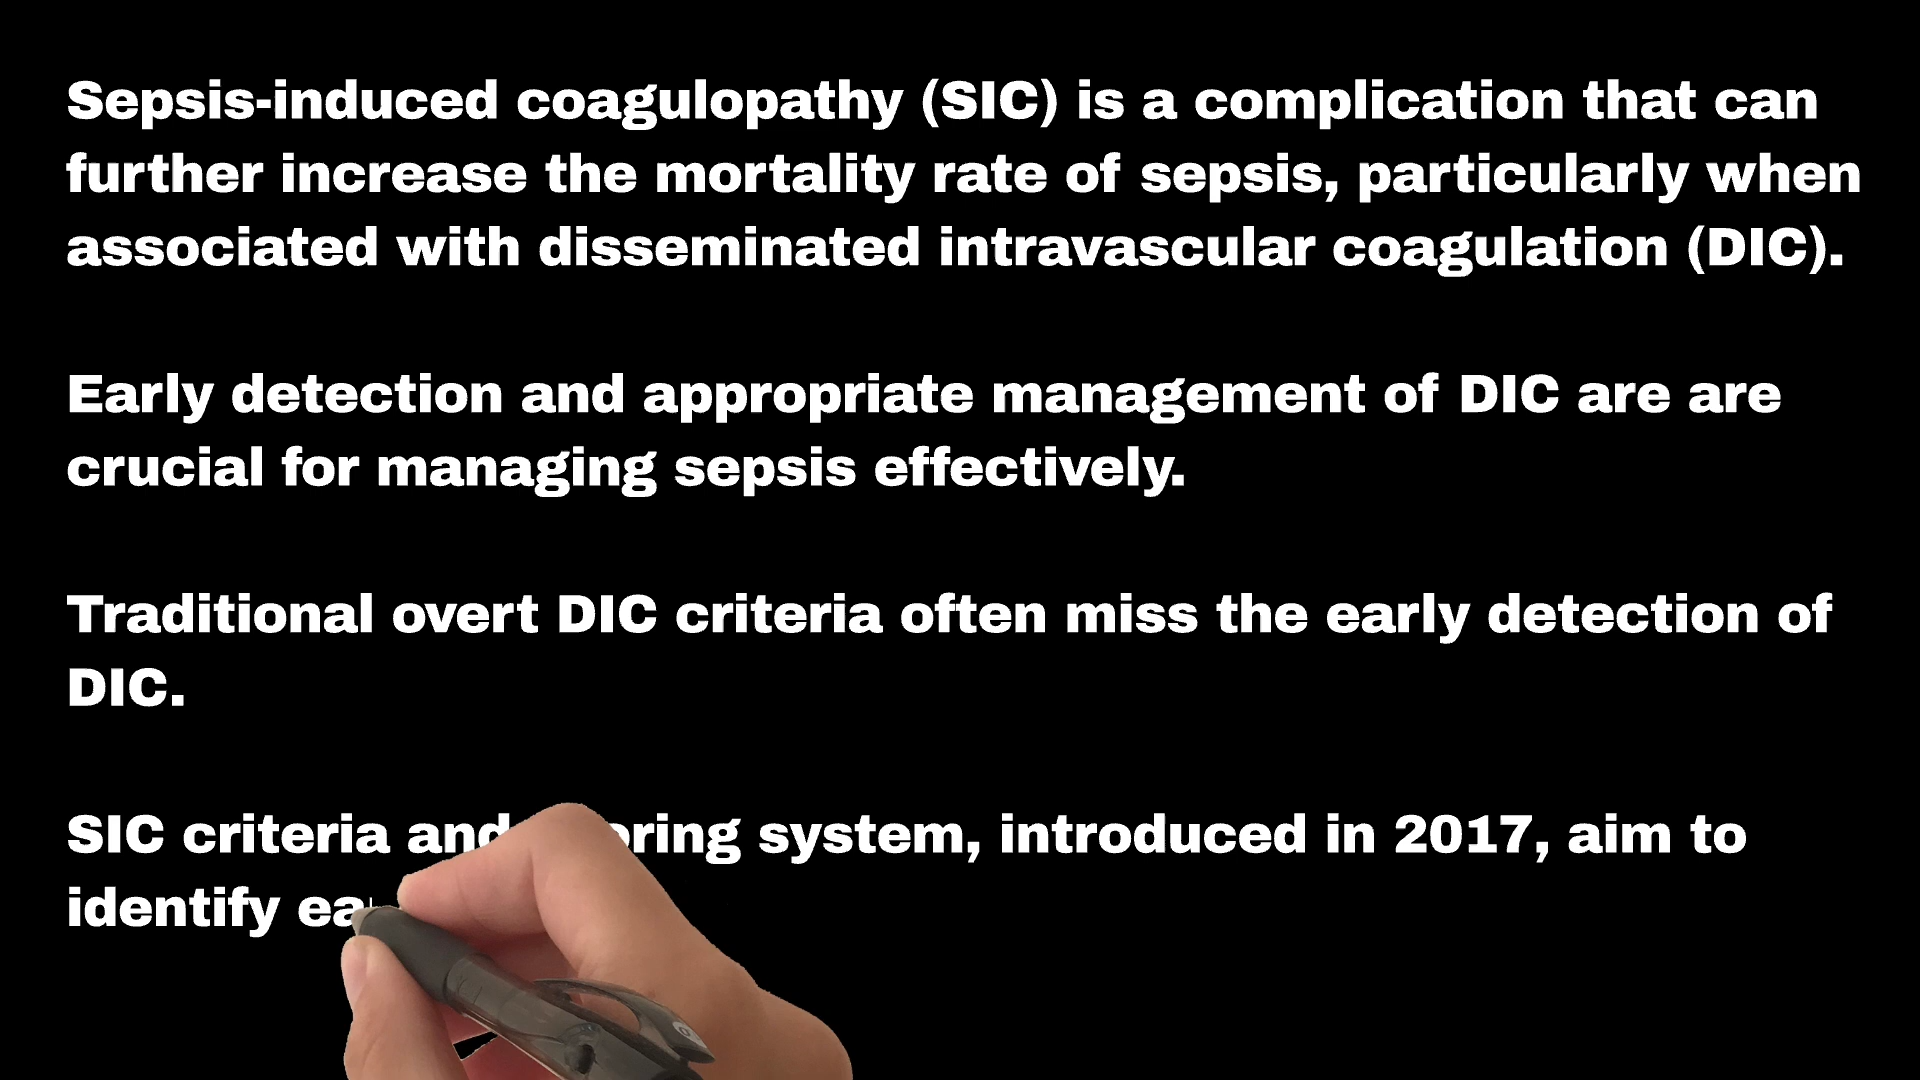 Sepsis-induced coagulopathy (SIC) is a complication that can
further increase the mortality rate of sepsis, particularly when
associated with disseminated intravascular coagulation (DIC).
Early detection and appropriate management of DIC are are
crucial for managing sepsis effectively.
Traditional overt DIC criteria often miss the early detection of
DIC.
SIC criteria and system, introduced in 2017, aim to
identify